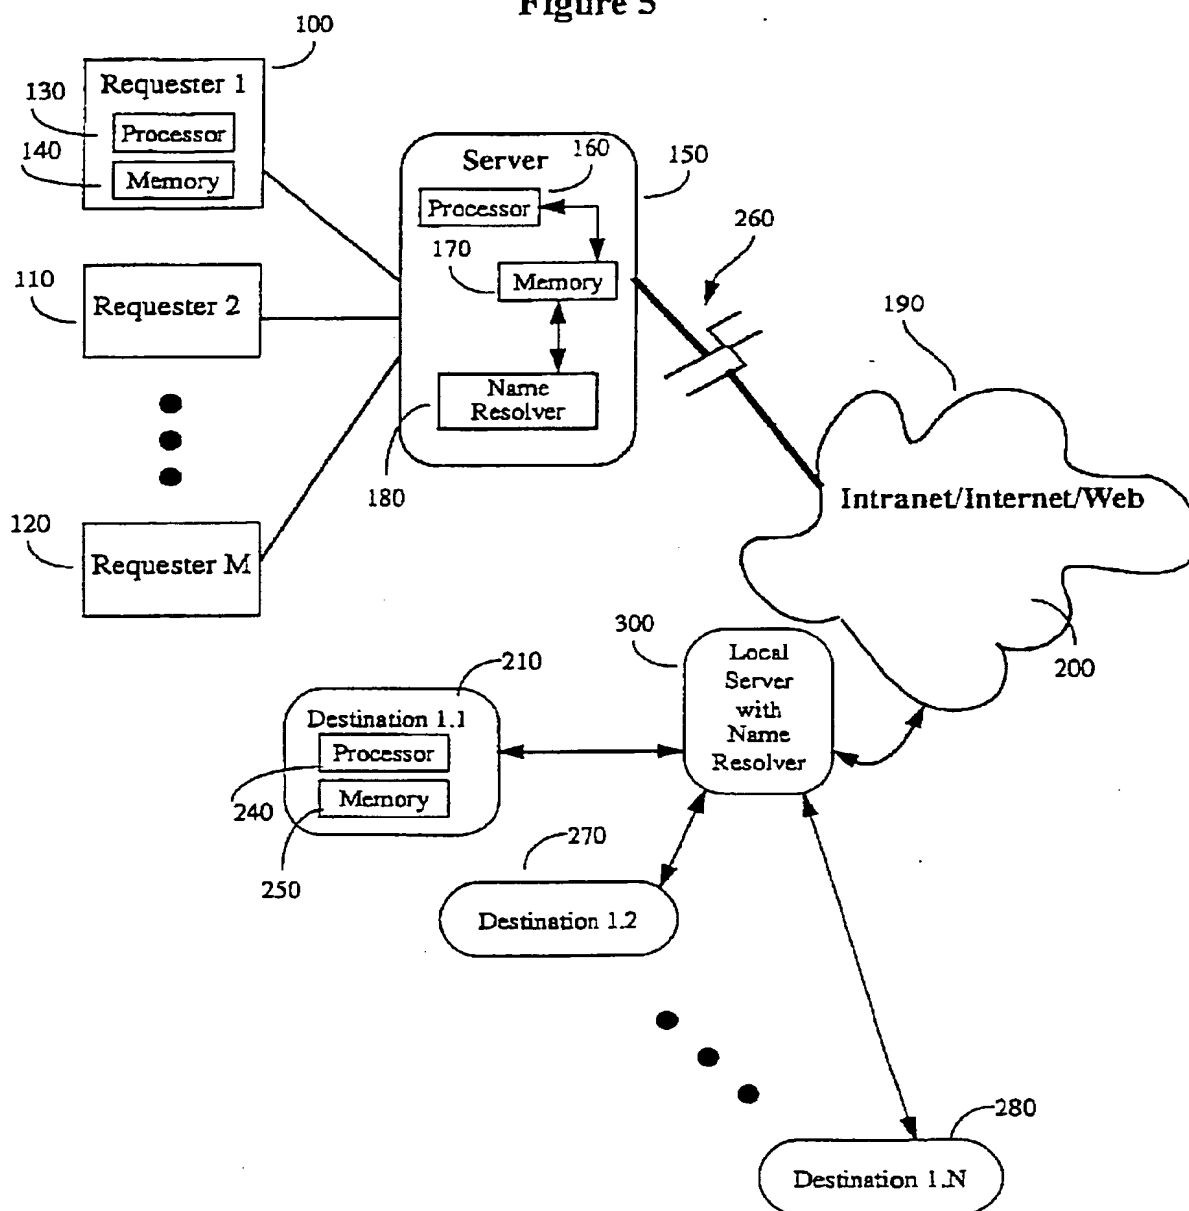 Figure 5
100
Requester 1
130
Processor
140
Memory
110
Requester 2
120
Requester M
Server
160
150
Processor
170
Memory
Name
Resolver
180
260
190
Intranet/Internet/Web
200
300
Local
Server
with
Name
Resolver
210
Destination 1.1
Processor
240
Memory
250
270
Destination 1.2
280
Destination 1.N